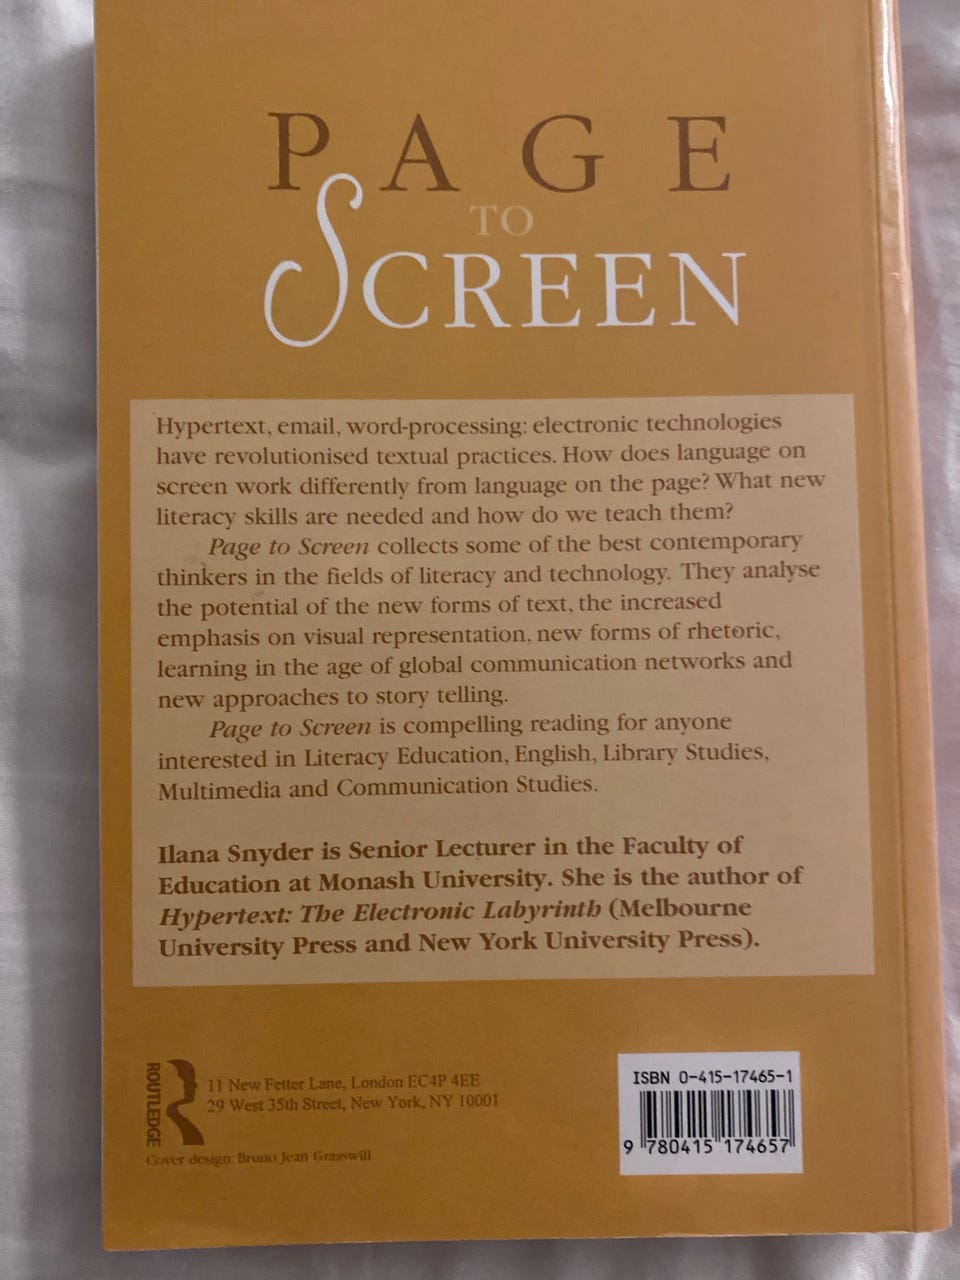 PAGE
TO
SCREEN
Hypertext, email, word-processing: electronic technologies
have revolutionised textual practices. How does language on
screen work differently from language on the page? What new
literacy skills are needed and how do we teach them?
Page to Screen collects some of the best contemporary
thinkers in the fields of literacy and technology. They analyse
the potential of the new forms of text, the increased
emphasis on visual representation, new forms of rhetoric,
learning in the age of global communication networks and
new approaches to story telling.
Page to Screen is compelling reading for anyone
interested in Literacy Education, English, Library Studies,
Multimedia and Communication Studies.
Ilana Snyder is Senior Lecturer in the Faculty of
Education at Monash University. She is the author of
Hypertext: The Electronic Labyrinth (Melbourne
University Press and New York University Press).
ROUTLEDGE
11 New Fetter Lane, London EC4P 4EE
29 West 35th Street, New York, NY 10001
Cover design: Bruno Jean Grasswill
ISBN 0-415-17465-1
9 780415 174657